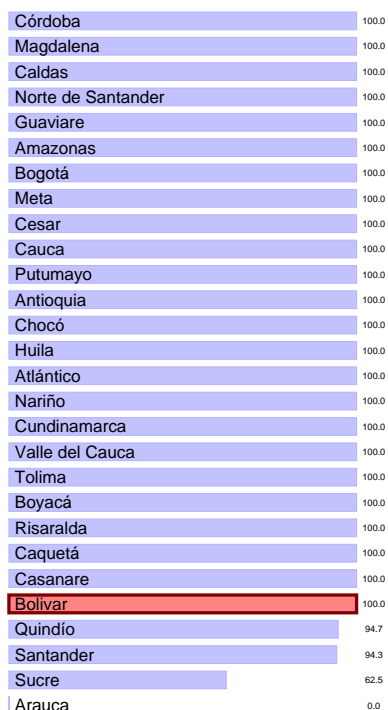 Córdoba 100.0
Magdalena 100.0
Caldas 100.0
Norte de Santander 100.0
Guaviare 100.0
Amazonas 100.0
Bogotá 100.0
Meta 100.0
Cesar 100.0
Cauca 100.0
Putumayo 100.0
Antioquia 100.0
Chocó 100.0
Huila 100.0
Atlántico 100.0
Nariño 100.0
Cundinamarca 100.0
Valle del Cauca 100.0
Tolima 100.0
Boyacá 100.0
Risaralda 100.0
Caquetá 100.0
Casanare 100.0
Bolivar 100.0
Quindío 94.7
Santander 94.3
Sucre 62.5
Arauca 0.0